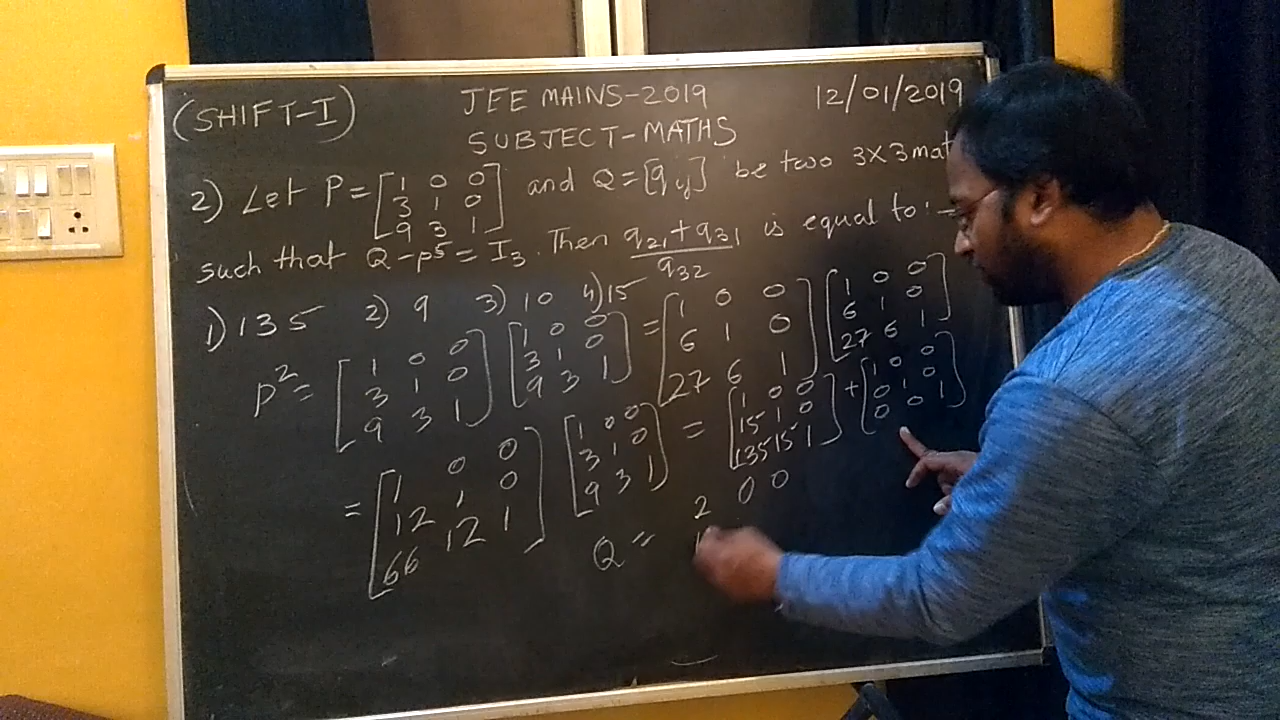 (SHIFT-I) JEE MAINS-2019 12/01/2019
SUBJECT-MATHS
2) Let P = [1 0 0; 3 1 0; 9 3 1] and Q = [qij] be two 3×3 mat
such that Q - p⁵ = I₃. Then (q₂₁ + q₃₁)/q₃₂ is equal to :-
1) 135 2) 9 3) 10 4) 15
p² = [1 0 0; 3 1 0; 9 3 1] [1 0 0; 3 1 0; 9 3 1] = [1 0 0; 6 1 0; 27 6 1] [1 0 0; 6 1 0; 27 6 1]
= [1 0 0; 12 1 0; 66 12 1] [1 0 0; 3 1 0; 9 3 1] = [1 0 0; 15 1 0; 135 15 1] + [1 0 0; 0 1 0; 0 0 1]
Q = 2 0 0